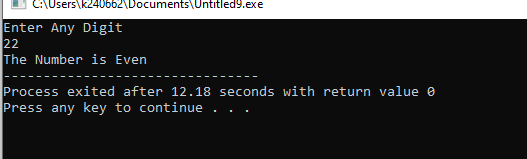 C:\Users\k240662\Documents\Untitled9.exe
Enter Any Digit
22
The Number is Even
--------------------------------
Process exited after 12.18 seconds with return value 0
Press any key to continue . . .